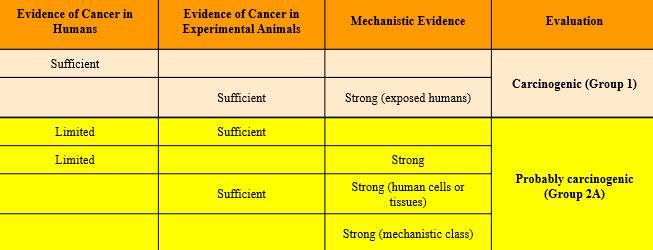 Evidence of Cancer in Humans
Evidence of Cancer in Experimental Animals
Mechanistic Evidence
Evaluation
Sufficient
Carcinogenic (Group 1)
Sufficient
Strong (exposed humans)
Limited
Sufficient
Probably carcinogenic (Group 2A)
Limited
Strong
Sufficient
Strong (human cells or tissues)
Strong (mechanistic class)